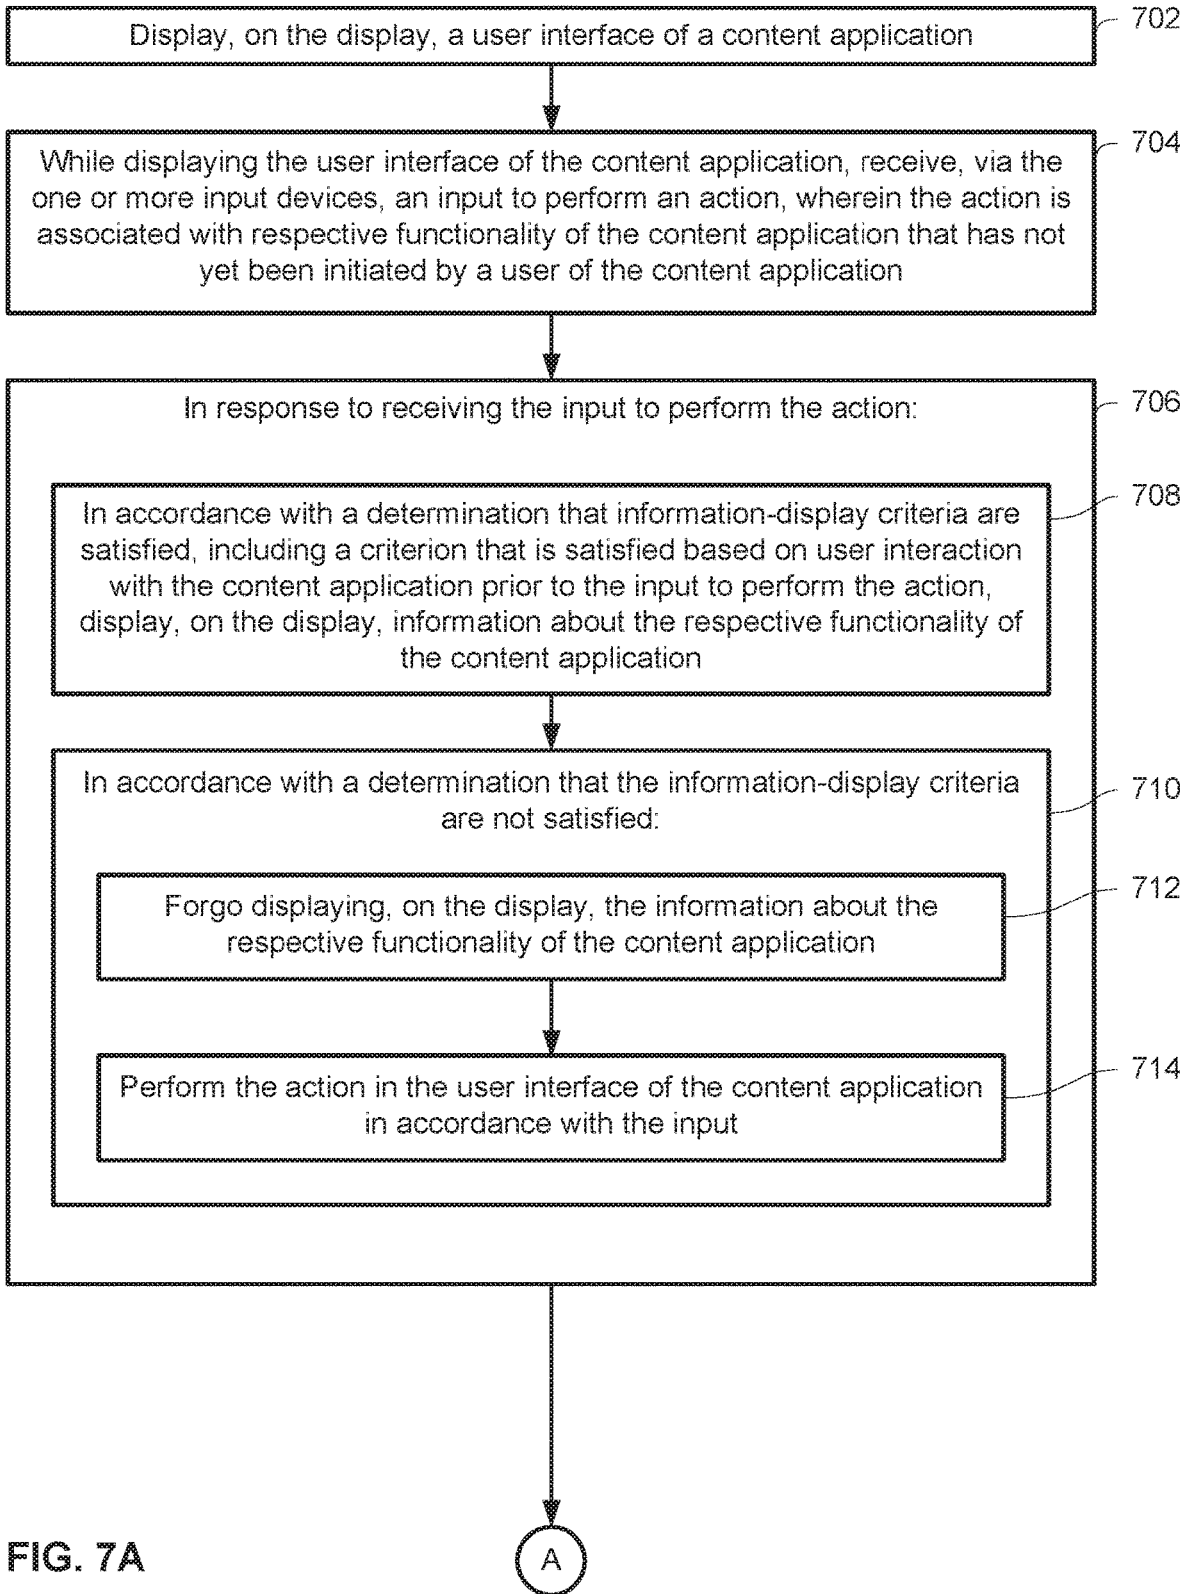 Display, on the display, a user interface of a content application
702
While displaying the user interface of the content application, receive, via the
one or more input devices, an input to perform an action, wherein the action is
associated with respective functionality of the content application that has not
yet been initiated by a user of the content application
704
In response to receiving the input to perform the action:
706
In accordance with a determination that information-display criteria are
satisfied, including a criterion that is satisfied based on user interaction
with the content application prior to the input to perform the action,
display, on the display, information about the respective functionality of
the content application
708
In accordance with a determination that the information-display criteria
are not satisfied:
710
Forgo displaying, on the display, the information about the
respective functionality of the content application
712
Perform the action in the user interface of the content application
in accordance with the input
714
FIG. 7A
A